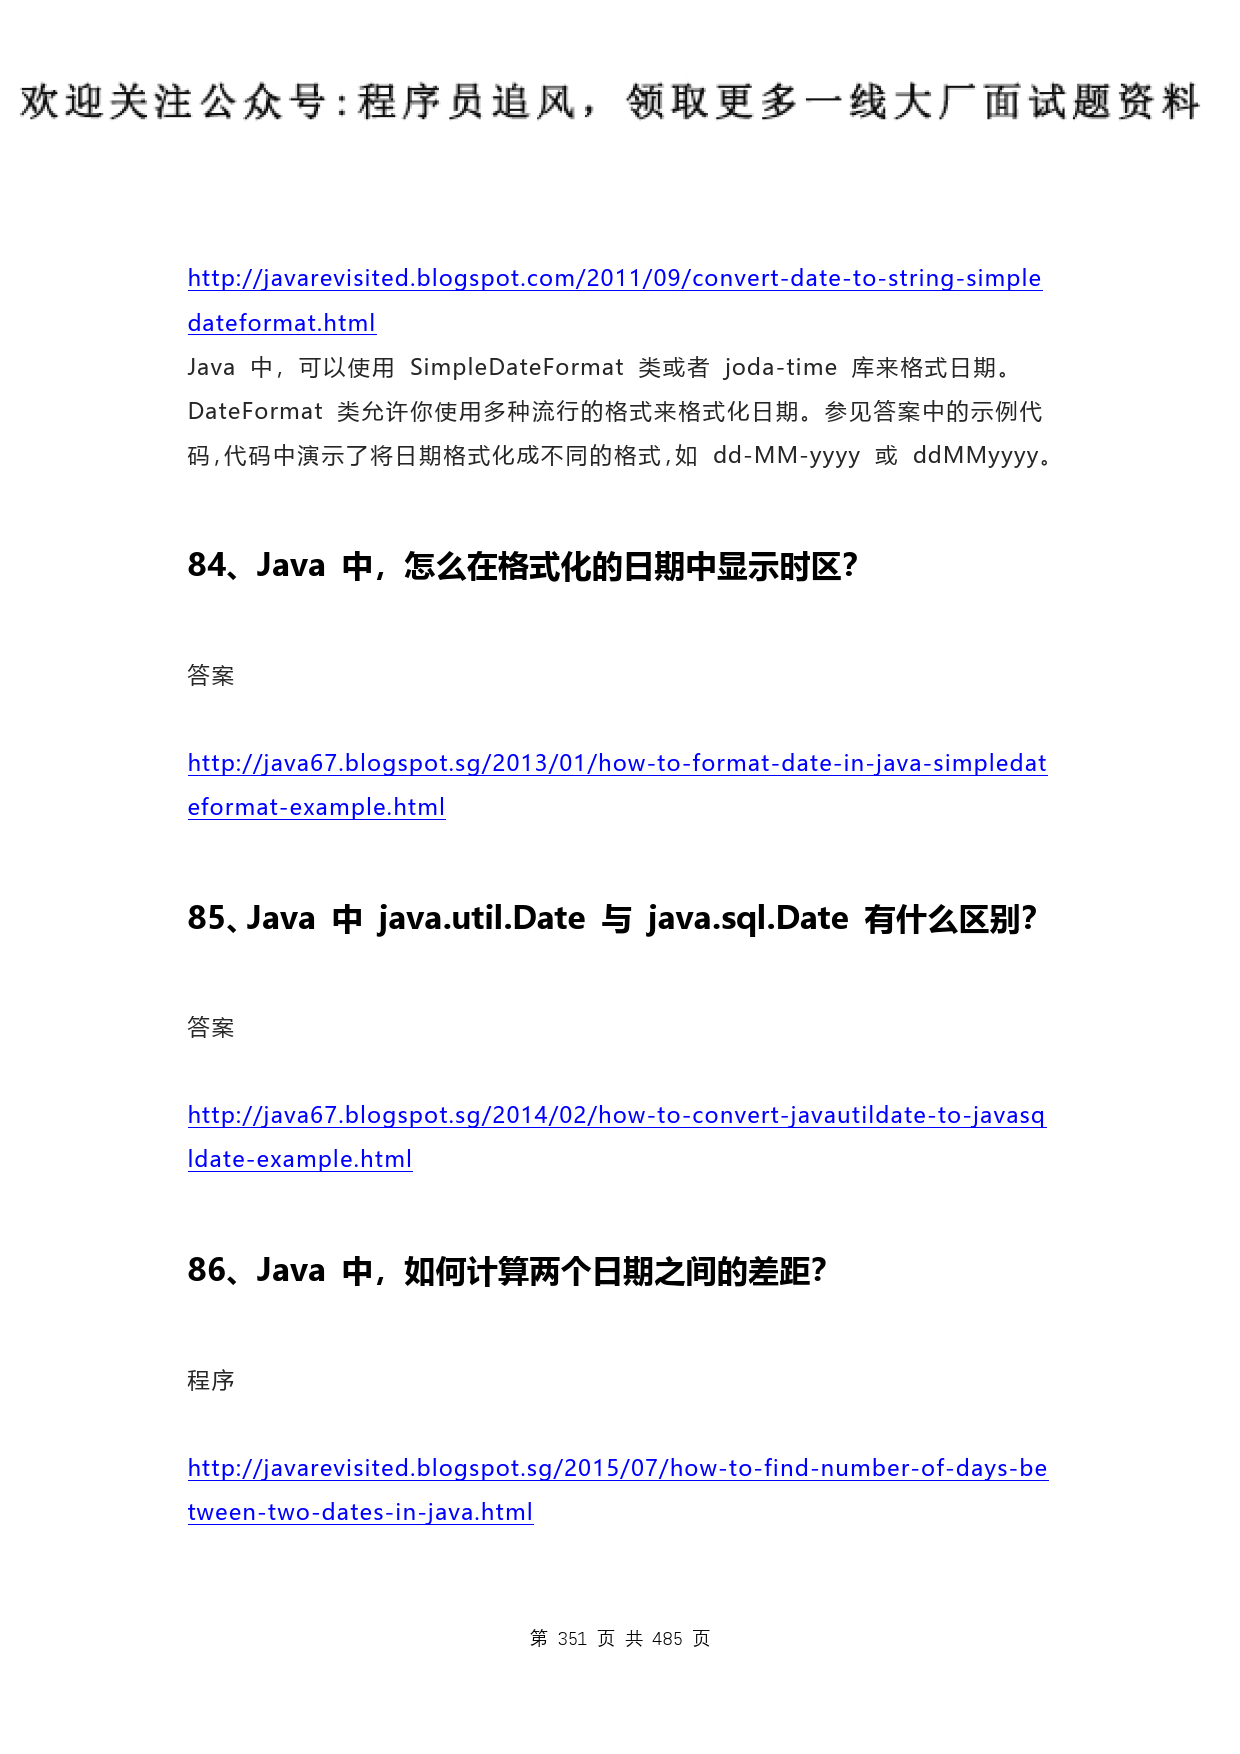 欢迎关注公众号:程序员追风，领取更多一线大厂面试题资料
http://javarevisited.blogspot.com/2011/09/convert-date-to-string-simple
dateformat.html
Java 中，可以使用 SimpleDateFormat 类或者 joda-time 库来格式日期。
DateFormat 类允许你使用多种流行的格式来格式化日期。参见答案中的示例代
码，代码中演示了将日期格式化成不同的格式，如 dd-MM-yyyy 或 ddMMyyyy。
84、Java 中，怎么在格式化的日期中显示时区？
答案
http://java67.blogspot.sg/2013/01/how-to-format-date-in-java-simpledat
eformat-example.html
85、Java 中 java.util.Date 与 java.sql.Date 有什么区别？
答案
http://java67.blogspot.sg/2014/02/how-to-convert-javautildate-to-javasq
ldate-example.html
86、Java 中，如何计算两个日期之间的差距？
程序
http://javarevisited.blogspot.sg/2015/07/how-to-find-number-of-days-be
tween-two-dates-in-java.html
第 351 页 共 485 页